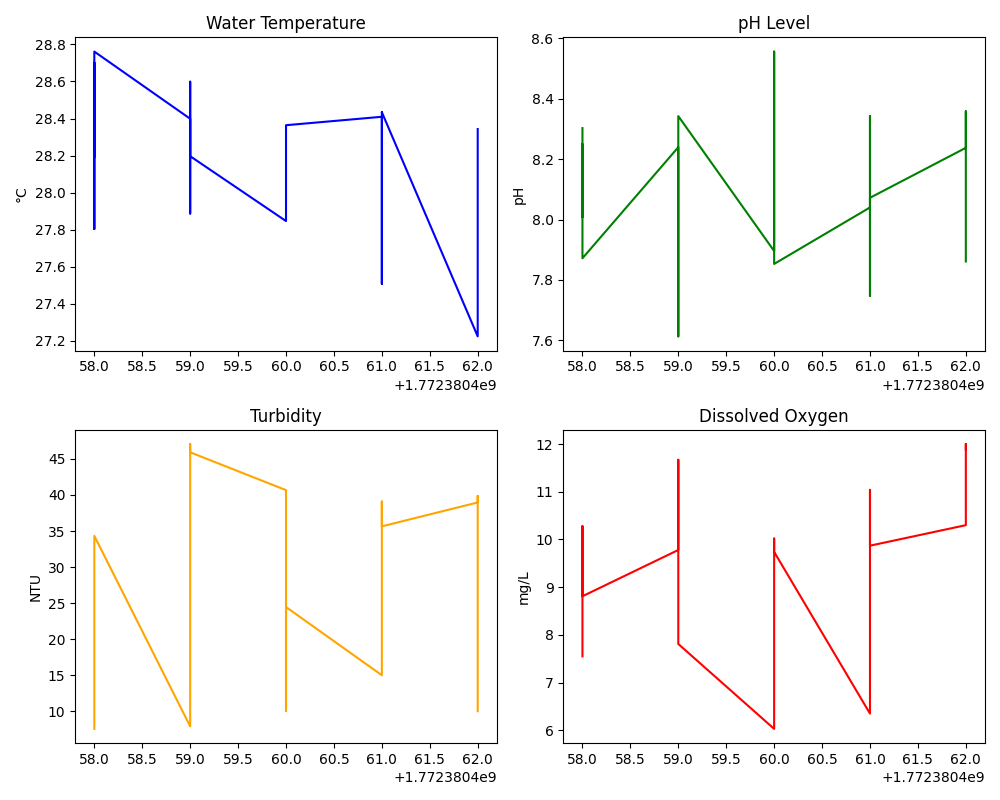 Water Temperature
°C
28.8
28.6
28.4
28.2
28.0
27.8
27.6
27.4
27.2
58.0 58.5 59.0 59.5 60.0 60.5 61.0 61.5 62.0
+1.7723804e9
pH Level
pH
8.6
8.4
8.2
8.0
7.8
7.6
58.0 58.5 59.0 59.5 60.0 60.5 61.0 61.5 62.0
+1.7723804e9
Turbidity
NTU
45
40
35
30
25
20
15
10
58.0 58.5 59.0 59.5 60.0 60.5 61.0 61.5 62.0
+1.7723804e9
Dissolved Oxygen
mg/L
12
11
10
9
8
7
6
58.0 58.5 59.0 59.5 60.0 60.5 61.0 61.5 62.0
+1.7723804e9